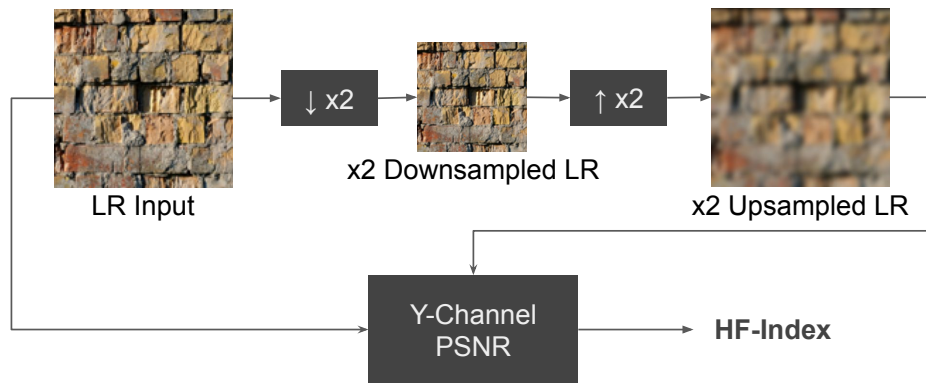 ↓ x2
↑ x2
LR Input
x2 Downsampled LR
x2 Upsampled LR
Y-Channel
PSNR
HF-Index